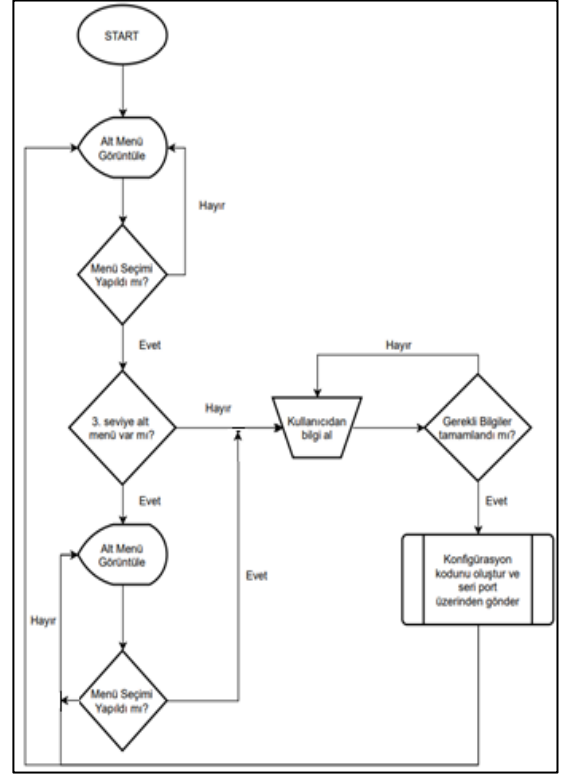 START
Alt Menü
Görüntüle
Hayır
Menü Seçimi
Yapıldı mı?
Evet
Hayır
3. seviye alt
menü var mı?
Hayır
Kullanıcıdan
bilgi al
Gerekli Bilgiler
tamamlandı mı?
Evet
Evet
Alt Menü
Görüntüle
Evet
Konfigürasyon
kodunu oluştur ve
seri port
üzerinden gönder
Hayır
Menü Seçimi
Yapıldı mı?